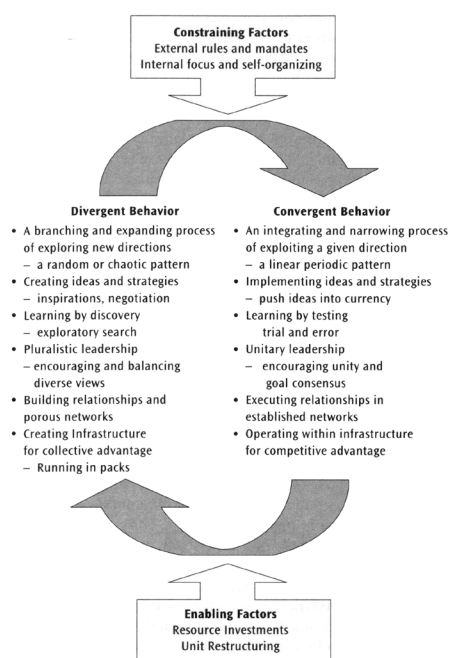 Constraining Factors
External rules and mandates
Internal focus and self-organizing
Divergent Behavior
• A branching and expanding process
of exploring new directions
– a random or chaotic pattern
• Creating ideas and strategies
– inspirations, negotiation
• Learning by discovery
– exploratory search
• Pluralistic leadership
– encouraging and balancing
diverse views
• Building relationships and
porous networks
• Creating Infrastructure
for collective advantage
– Running in packs
Convergent Behavior
• An integrating and narrowing process
of exploiting a given direction
– a linear periodic pattern
• Implementing ideas and strategies
– push ideas into currency
• Learning by testing
trial and error
• Unitary leadership
– encouraging unity and
goal consensus
• Executing relationships in
established networks
• Operating within infrastructure
for competitive advantage
Enabling Factors
Resource Investments
Unit Restructuring